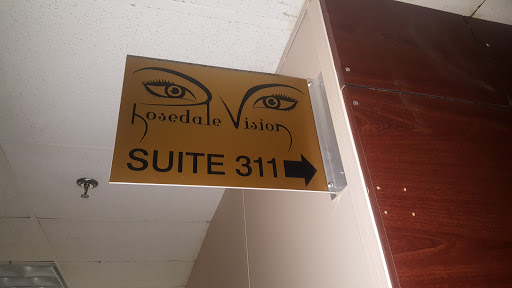 Rosedale Vision
SUITE 311